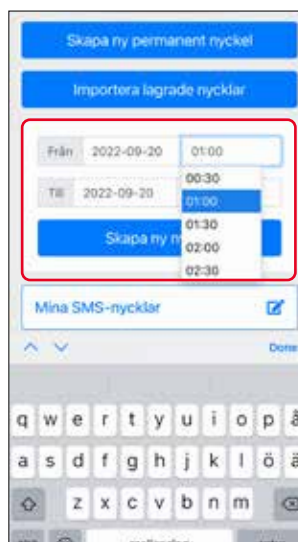 Skapa ny permanent nyckel
Importera lagrade nycklar
Från 2022-09-20 01:00
00:30
Till 2022-09-20
01:00
01:30
Skapa ny
02:00
02:30
Mina SMS-nycklar
Done
q w e r t y u i o p å
a s d f g h j k l ö ä
z x c v b n m